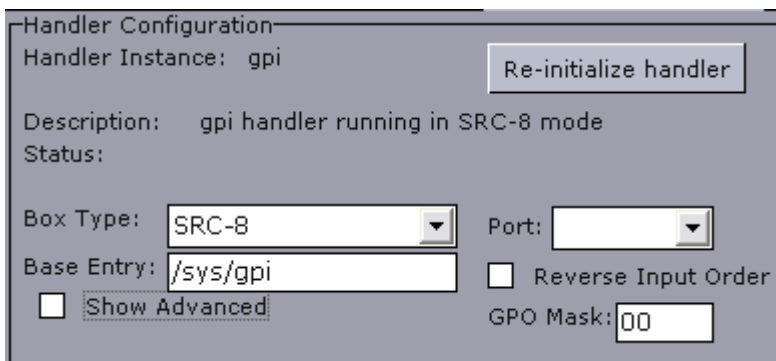 Handler Configuration
Handler Instance: gpi
Re-initialize handler
Description: gpi handler running in SRC-8 mode
Status:
Box Type: SRC-8
Port:
Base Entry: /sys/gpi
Reverse Input Order
Show Advanced
GPO Mask: 00